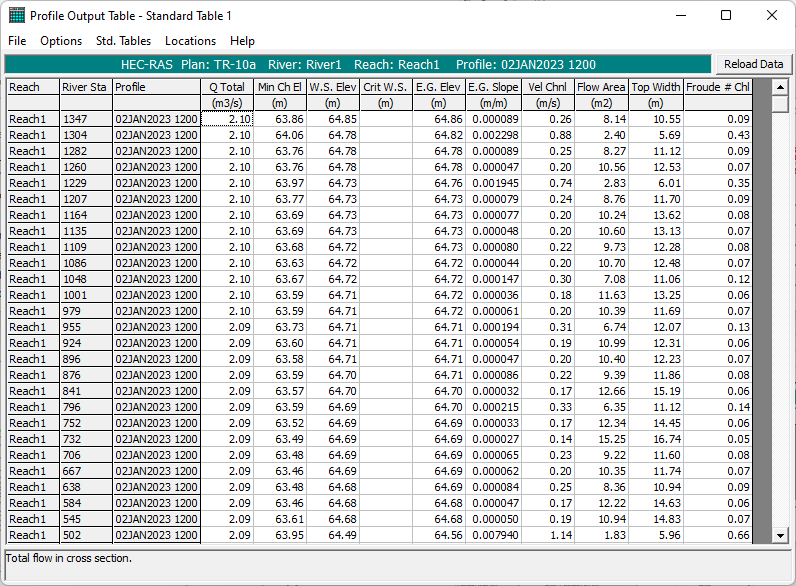 Profile Output Table - Standard Table 1
File Options Std. Tables Locations Help
HEC-RAS Plan: TR-10a River: River1 Reach: Reach1 Profile: 02JAN2023 1200 Reload Data
Reach River Sta Profile Q Total Min Ch El W.S. Elev Crit W.S. E.G. Elev E.G. Slope Vel Chnl Flow Area Top Width Froude # Chl
(m3/s) (m) (m) (m) (m) (m/m) (m/s) (m2) (m)
Reach1 1347 02JAN2023 1200 2.10 63.86 64.85 64.86 0.000089 0.26 8.14 10.55 0.09
Reach1 1304 02JAN2023 1200 2.10 64.06 64.78 64.82 0.002298 0.88 2.40 5.69 0.43
Reach1 1282 02JAN2023 1200 2.10 63.76 64.78 64.78 0.000089 0.25 8.27 11.12 0.09
Reach1 1260 02JAN2023 1200 2.10 63.76 64.78 64.78 0.000047 0.20 10.56 12.53 0.07
Reach1 1229 02JAN2023 1200 2.10 63.97 64.73 64.76 0.001945 0.74 2.83 6.01 0.35
Reach1 1207 02JAN2023 1200 2.10 63.77 64.73 64.73 0.000079 0.24 8.76 11.70 0.09
Reach1 1164 02JAN2023 1200 2.10 63.69 64.73 64.73 0.000077 0.20 10.24 13.62 0.08
Reach1 1135 02JAN2023 1200 2.10 63.69 64.73 64.73 0.000048 0.20 10.60 13.13 0.07
Reach1 1109 02JAN2023 1200 2.10 63.68 64.72 64.73 0.000080 0.22 9.73 12.28 0.08
Reach1 1086 02JAN2023 1200 2.10 63.63 64.72 64.72 0.000044 0.20 10.70 12.48 0.07
Reach1 1048 02JAN2023 1200 2.10 63.67 64.72 64.72 0.000147 0.30 7.08 11.06 0.12
Reach1 1001 02JAN2023 1200 2.10 63.59 64.71 64.72 0.000036 0.18 11.63 13.25 0.06
Reach1 979 02JAN2023 1200 2.10 63.59 64.71 64.72 0.000061 0.20 10.39 11.69 0.07
Reach1 955 02JAN2023 1200 2.09 63.73 64.71 64.71 0.000194 0.31 6.74 12.07 0.13
Reach1 924 02JAN2023 1200 2.09 63.60 64.71 64.71 0.000054 0.19 10.99 12.31 0.06
Reach1 896 02JAN2023 1200 2.09 63.58 64.71 64.71 0.000047 0.20 10.40 12.23 0.07
Reach1 876 02JAN2023 1200 2.09 63.59 64.70 64.71 0.000086 0.22 9.39 11.86 0.08
Reach1 841 02JAN2023 1200 2.09 63.57 64.70 64.70 0.000032 0.17 12.66 15.19 0.06
Reach1 796 02JAN2023 1200 2.09 63.59 64.69 64.70 0.000215 0.33 6.35 11.12 0.14
Reach1 752 02JAN2023 1200 2.09 63.52 64.69 64.69 0.000033 0.17 12.34 14.45 0.06
Reach1 732 02JAN2023 1200 2.09 63.49 64.69 64.69 0.000027 0.14 15.25 16.74 0.05
Reach1 706 02JAN2023 1200 2.09 63.48 64.69 64.69 0.000065 0.23 9.22 11.60 0.08
Reach1 667 02JAN2023 1200 2.09 63.46 64.69 64.69 0.000062 0.20 10.35 11.74 0.07
Reach1 638 02JAN2023 1200 2.09 63.48 64.68 64.69 0.000084 0.25 8.36 10.94 0.09
Reach1 584 02JAN2023 1200 2.09 63.46 64.68 64.68 0.000047 0.17 12.22 14.63 0.06
Reach1 545 02JAN2023 1200 2.09 63.61 64.68 64.68 0.000050 0.19 10.94 14.83 0.07
Reach1 502 02JAN2023 1200 2.09 63.95 64.49 64.56 0.007940 1.14 1.83 5.96 0.66
Total flow in cross section.